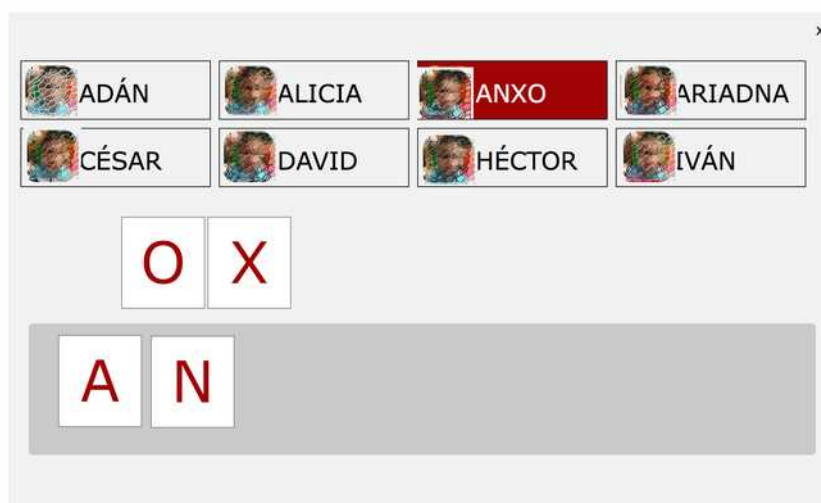 x
ADÁN ALICIA ANXO ARIADNA
CÉSAR DAVID HÉCTOR IVÁN
O X
A N